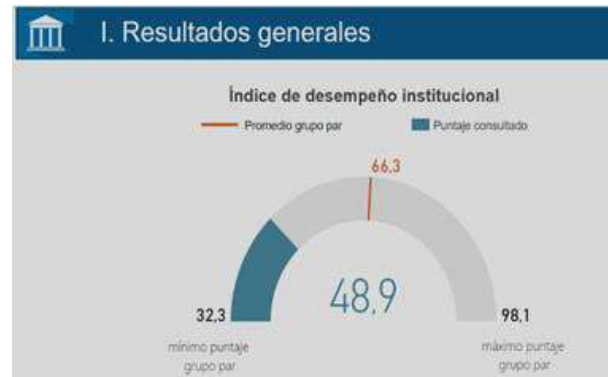 I. Resultados generales
Índice de desempeño institucional
Promedio grupo par
Puntaje consultado
66,3
48,9
32,3
98,1
mínimo puntaje
grupo par
máximo puntaje
grupo par